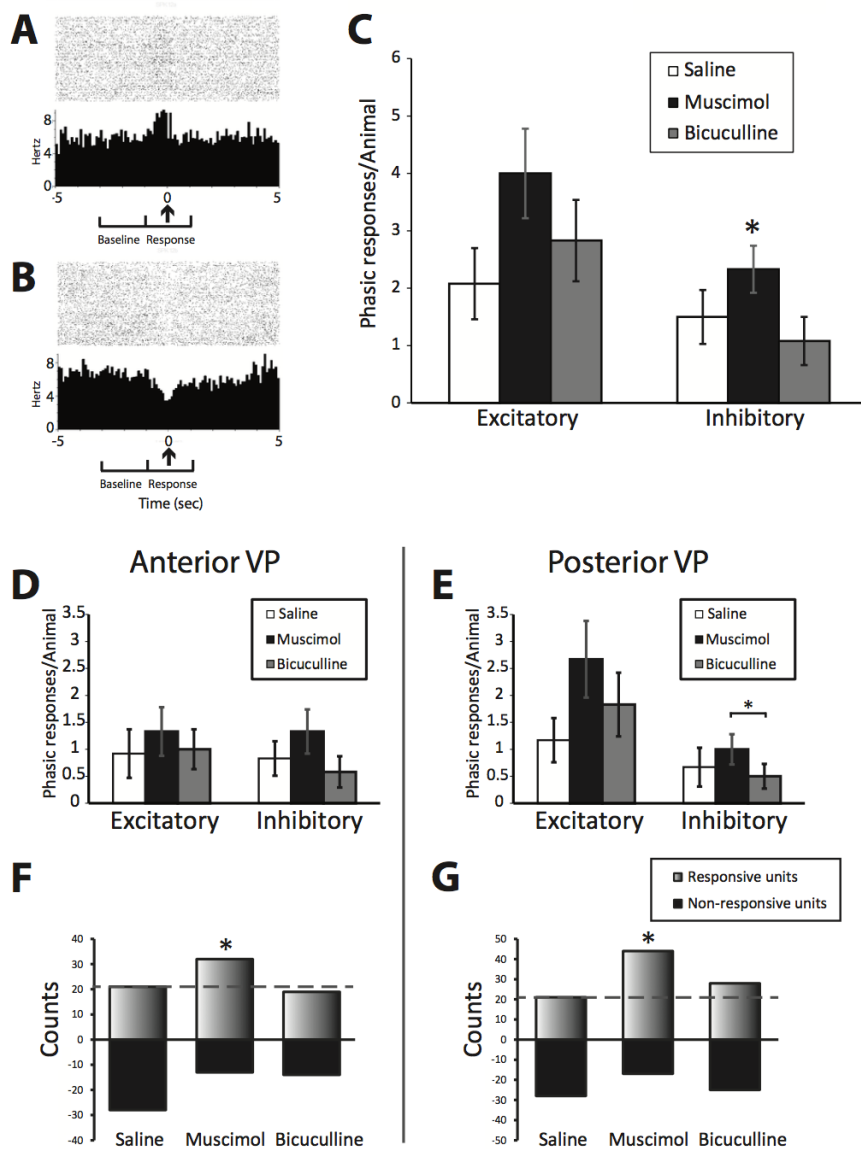 A
Hertz
8
4
0
-5 0 5
Baseline Response
B
Hertz
8
4
0
-5 0 5
Baseline Response
Time (sec)
C
Phasic responses/Animal
6
5
4
3
2
1
0
Saline
Muscimol
Bicuculline
*
Excitatory Inhibitory
Anterior VP
D
Phasic responses/Animal
3.5
3
2.5
2
1.5
1
0.5
0
Saline
Muscimol
Bicuculline
Excitatory Inhibitory
Posterior VP
E
Phasic responses/Animal
3.5
3
2.5
2
1.5
1
0.5
0
Saline
Muscimol
Bicuculline
*
Excitatory Inhibitory
F
Counts
40
30
20
10
0
-10
-20
-30
-40
*
Saline Muscimol Bicuculline
G
Responsive units
Non-responsive units
Counts
50
40
30
20
10
0
-10
-20
-30
-40
-50
*
Saline Muscimol Bicuculline